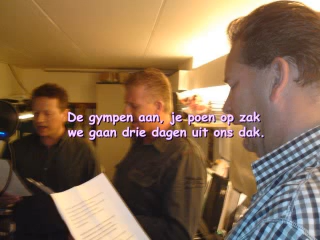 De gympen aan, je poen op zak
we gaan drie dagen uit ons dak.